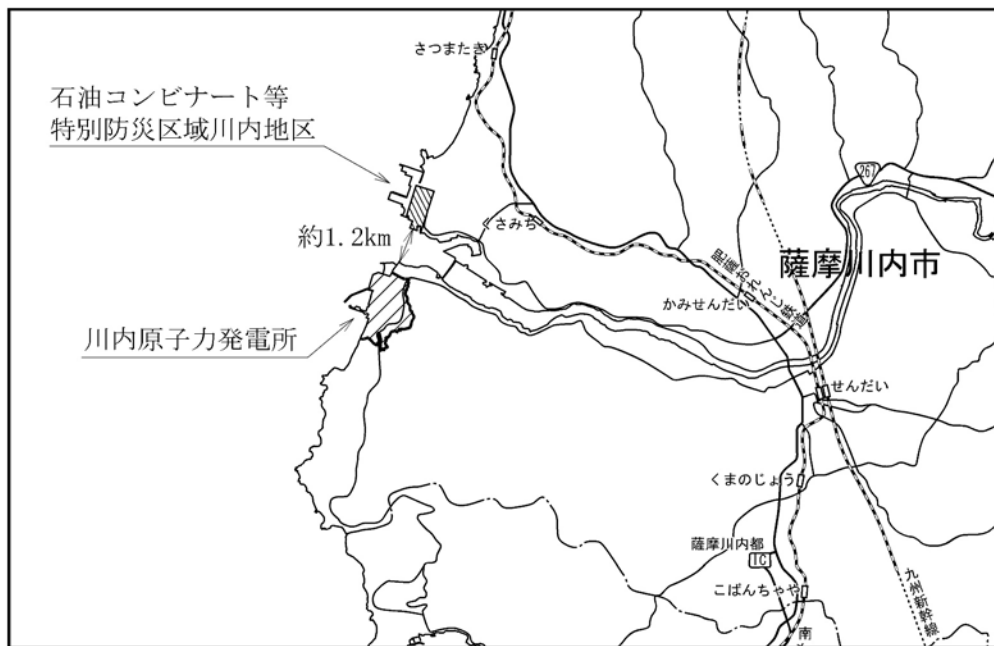 さつまたき
石油コンビナート等
特別防災区域川内地区
267
さみち
約1.2km
薩摩川内市
肥薩おれんじ鉄道
かみせんだい
川内原子力発電所
せんだい
くまのじょう
薩摩川内都
IC
こばんちゃや
九州新幹線
南